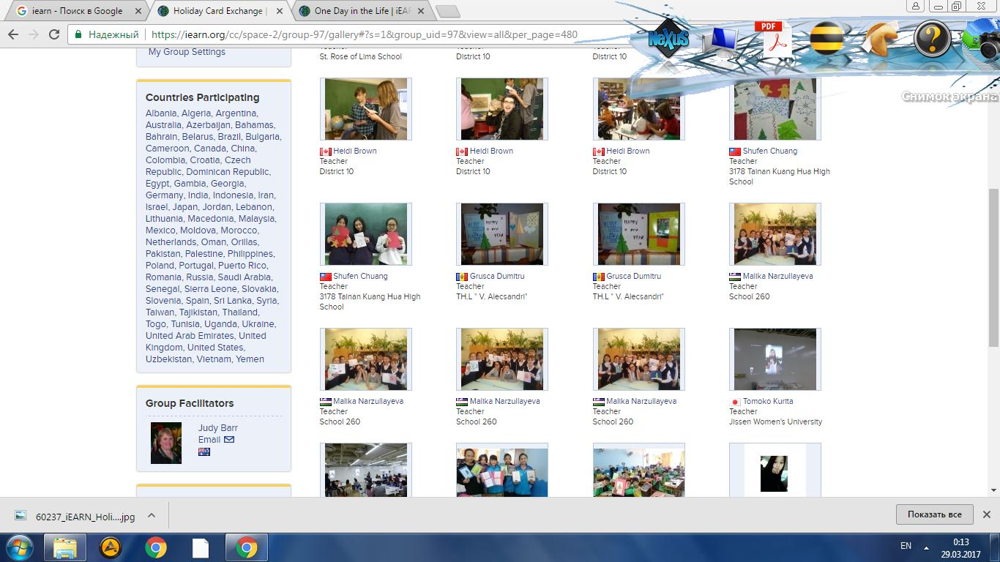 iearn - Поиск в Google
Holiday Card Exchange |
One Day in the Life | iEAR
Надежный
https://iearn.org/cc/space-2/group-97/gallery#?s=1&group_uid=97&view=all&per_page=480
NeXuS
PDF
?
Снимок экрана
My Group Settings
Countries Participating
Albania, Algeria, Argentina,
Australia, Azerbaijan, Bahamas,
Bahrain, Belarus, Brazil, Bulgaria,
Cameroon, Canada, China,
Colombia, Croatia, Czech
Republic, Dominican Republic,
Egypt, Gambia, Georgia,
Germany, India, Indonesia, Iran,
Israel, Japan, Jordan, Lebanon,
Lithuania, Macedonia, Malaysia,
Mexico, Moldova, Morocco,
Netherlands, Oman, Orillas,
Pakistan, Palestine, Philippines,
Poland, Portugal, Puerto Rico,
Romania, Russia, Saudi Arabia,
Senegal, Sierra Leone, Slovakia,
Slovenia, Spain, Sri Lanka, Syria,
Taiwan, Tajikistan, Thailand,
Togo, Tunisia, Uganda, Ukraine,
United Arab Emirates, United
Kingdom, United States,
Uzbekistan, Vietnam, Yemen
Group Facilitators
Judy Barr
Email
St. Rose of Lima School
District 10
District 10
Heidi Brown
Teacher
District 10
Heidi Brown
Teacher
District 10
Heidi Brown
Teacher
District 10
Shufen Chuang
Teacher
3178 Tainan Kuang Hua High
School
Shufen Chuang
Teacher
3178 Tainan Kuang Hua High
School
Grusca Dumitru
Teacher
TH.L " V. Alecsandri"
Grusca Dumitru
Teacher
TH.L " V. Alecsandri"
Malika Narzullayeva
Teacher
School 260
Malika Narzullayeva
Teacher
School 260
Malika Narzullayeva
Teacher
School 260
Malika Narzullayeva
Teacher
School 260
Tomoko Kurita
Teacher
Jissen Women's University
60237_iEARN_Holi....jpg
Показать все
EN
0:13
29.03.2017